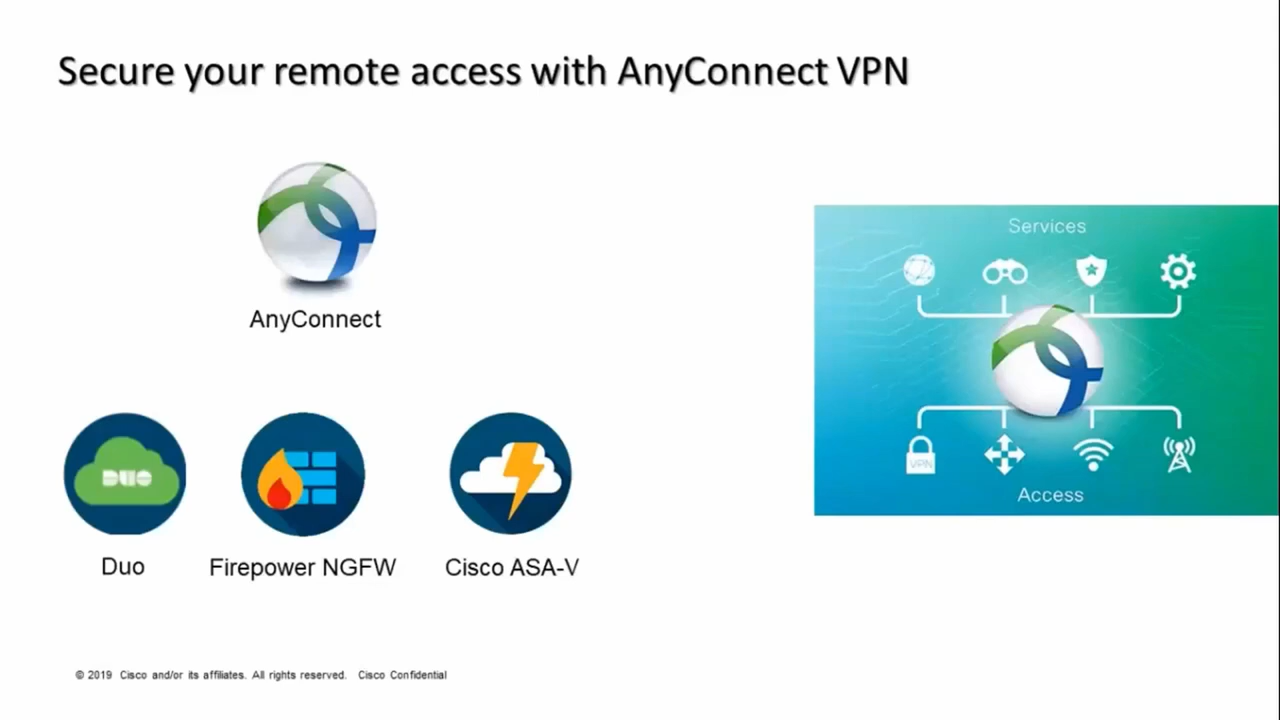 Secure your remote access with AnyConnect VPN
AnyConnect
Services
VPN
Access
DUO
Duo
Firepower NGFW
Cisco ASA-V
© 2019 Cisco and/or its affiliates. All rights reserved. Cisco Confidential